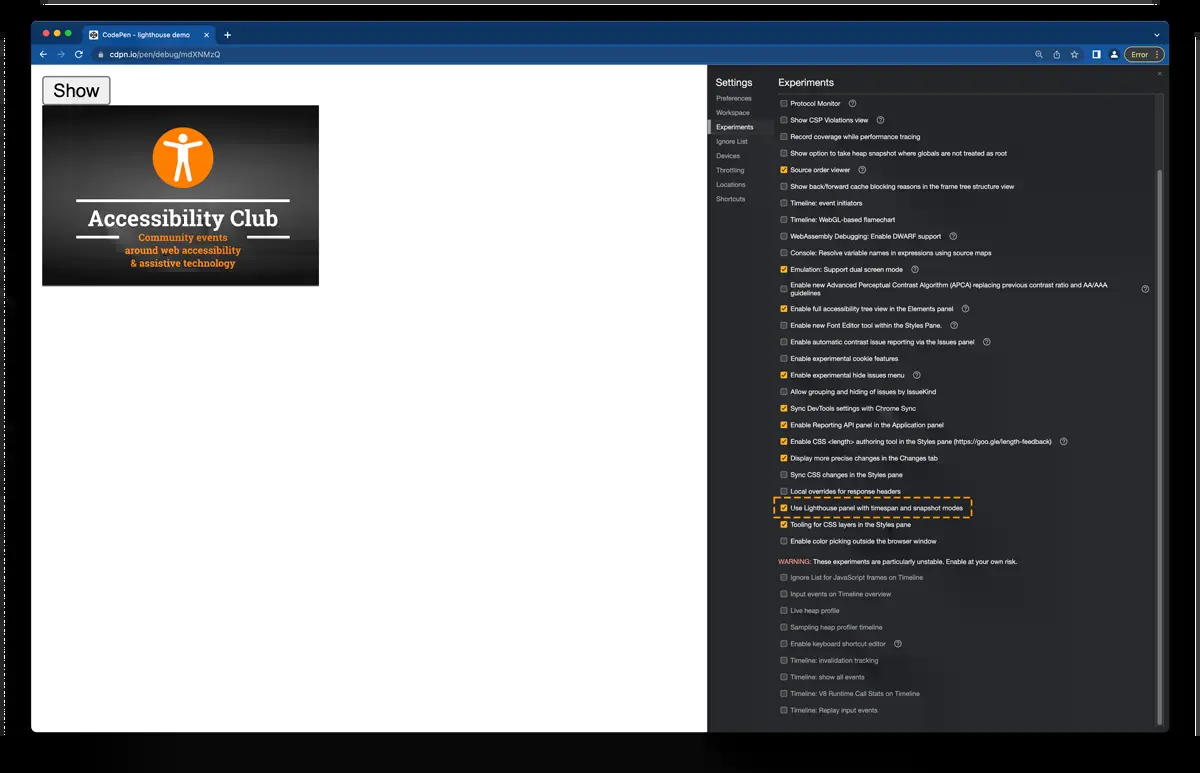 CodePen - lighthouse demo
cdpn.io/pen/debug/mdXNMzQ
Error
Show
Accessibility Club
Community events
around web accessibility
& assistive technology
Settings
Preferences
Workspace
Experiments
Ignore List
Devices
Throttling
Locations
Shortcuts
Experiments
Protocol Monitor
Show CSP Violations view
Record coverage while performance tracing
Show option to take heap snapshot where globals are not treated as root
Source order viewer
Show back/forward cache blocking reasons in the frame tree structure view
Timeline: event initiators
Timeline: WebGL-based flamechart
WebAssembly Debugging: Enable DWARF support
Console: Resolve variable names in expressions using source maps
Emulation: Support dual screen mode
Enable new Advanced Perceptual Contrast Algorithm (APCA) replacing previous contrast ratio and AA/AAA
guidelines
Enable full accessibility tree view in the Elements panel
Enable new Font Editor tool within the Styles Pane.
Enable automatic contrast issue reporting via the Issues panel
Enable experimental cookie features
Enable experimental hide issues menu
Allow grouping and hiding of issues by IssueKind
Sync DevTools settings with Chrome Sync
Enable Reporting API panel in the Application panel
Enable CSS <length> authoring tool in the Styles pane (https://goo.gle/length-feedback)
Display more precise changes in the Changes tab
Sync CSS changes in the Styles pane
Local overrides for response headers
Use Lighthouse panel with timespan and snapshot modes
Tooling for CSS layers in the Styles pane
Enable color picking outside the browser window
WARNING: These experiments are particularly unstable. Enable at your own risk.
Ignore List for JavaScript frames on Timeline
Input events on Timeline overview
Live heap profile
Sampling heap profiler timeline
Enable keyboard shortcut editor
Timeline: invalidation tracking
Timeline: show all events
Timeline: V8 Runtime Call Stats on Timeline
Timeline: Replay input events